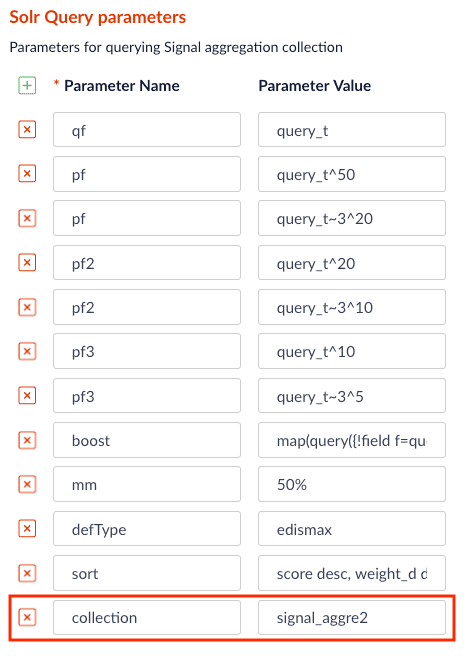 Solr Query parameters
Parameters for querying Signal aggregation collection
* Parameter Name Parameter Value
qf query_t
pf query_t^50
pf query_t~3^20
pf2 query_t^20
pf2 query_t~3^10
pf3 query_t^10
pf3 query_t~3^5
boost map(query({!field f=qu
mm 50%
defType edismax
sort score desc, weight_d d
collection signal_aggre2